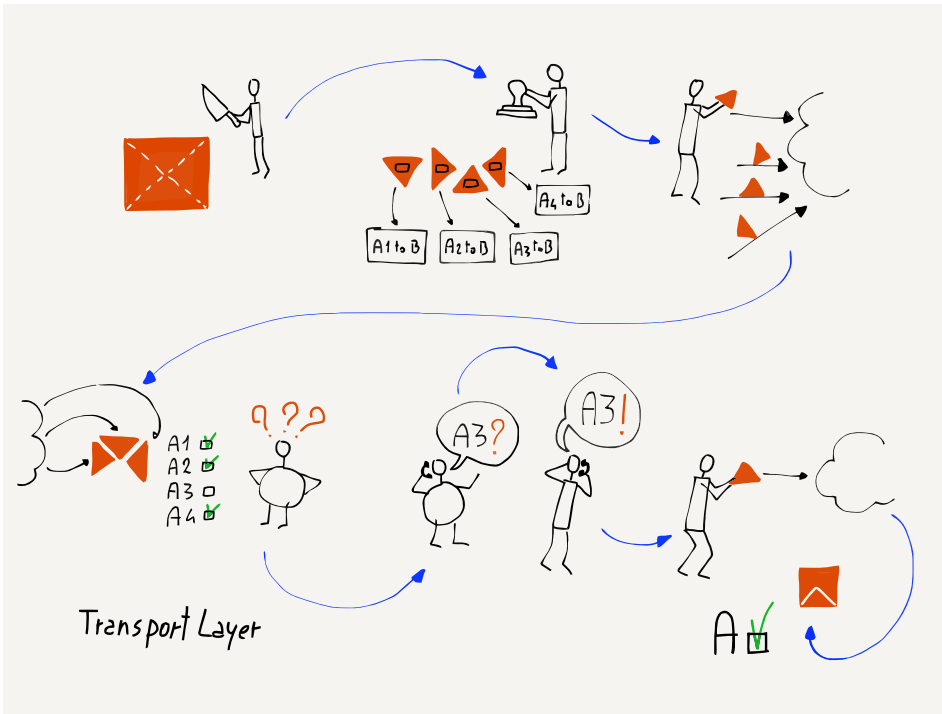 A1 to B
A2 to B
A3 to B
A4 to B
? ? ?
A1
A2
A3
A4
A3?
A3!
Transport Layer
A